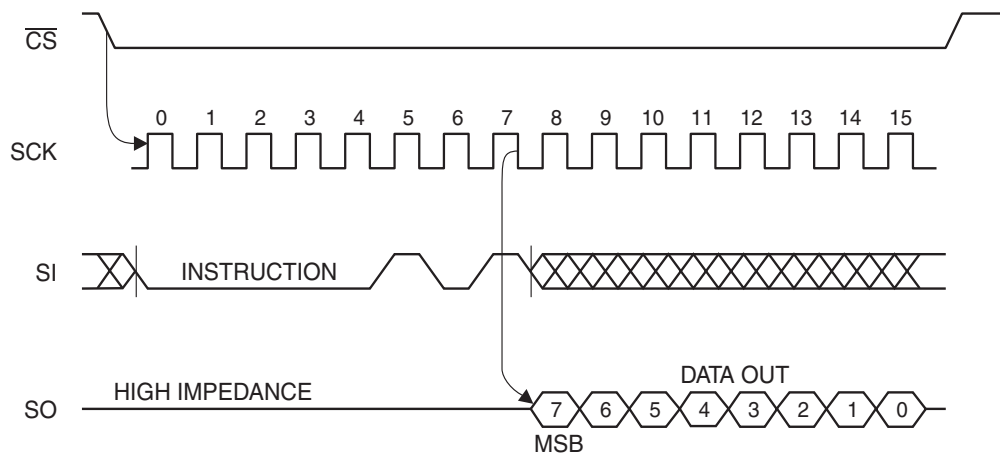 CS
0 1 2 3 4 5 6 7 8 9 10 11 12 13 14 15
SCK
SI INSTRUCTION
DATA OUT
HIGH IMPEDANCE
SO 7 6 5 4 3 2 1 0
MSB